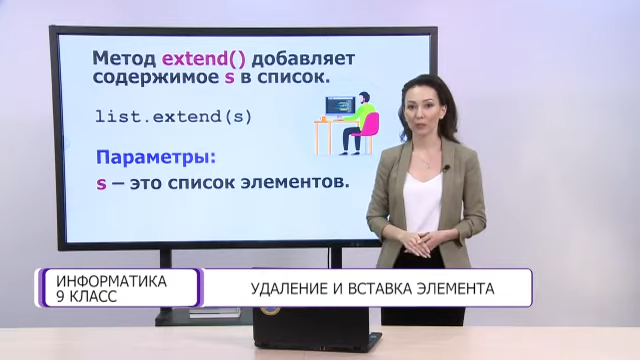 Метод extend() добавляет
содержимое s в список.
list.extend(s)
Параметры:
s – это список элементов.
ИНФОРМАТИКА
9 КЛАСС
УДАЛЕНИЕ И ВСТАВКА ЭЛЕМЕНТА